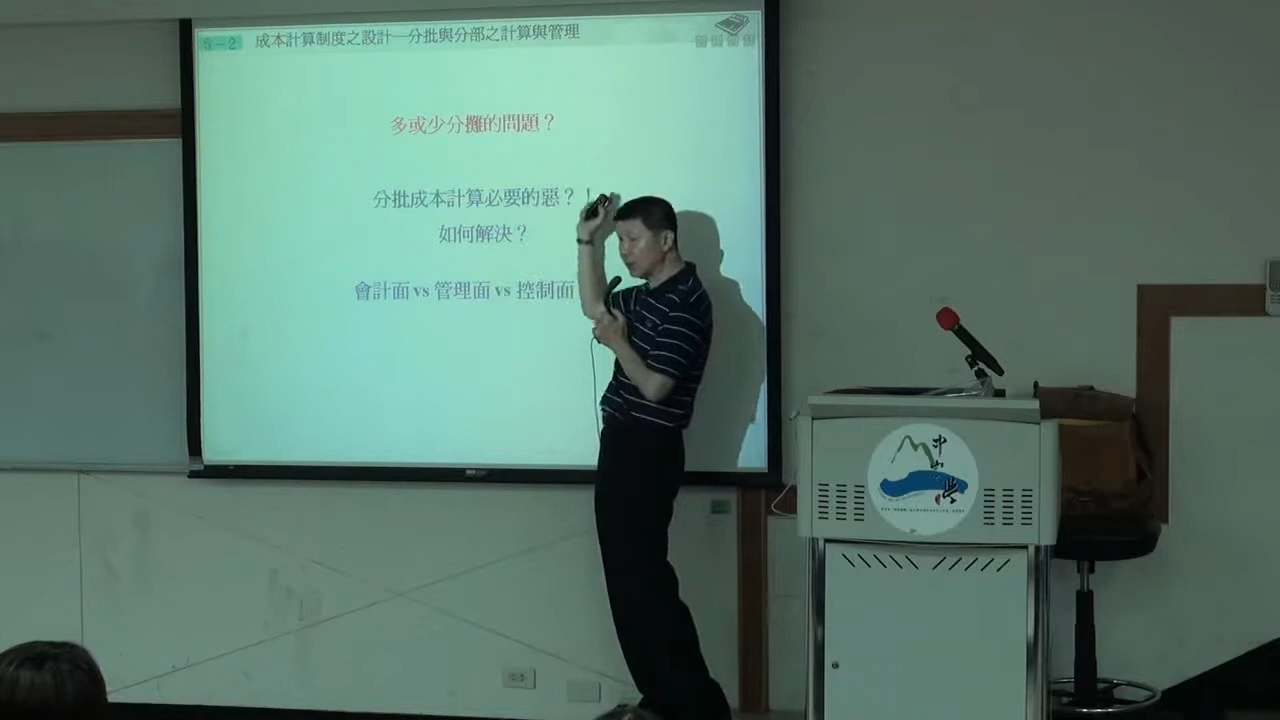 5-2 成本計算制度之設計—分批與分部之計算與管理
多或少分攤的問題？
分批成本計算必要的惡？！
如何解決？
會計面 vs 管理面 vs 控制面
中山學